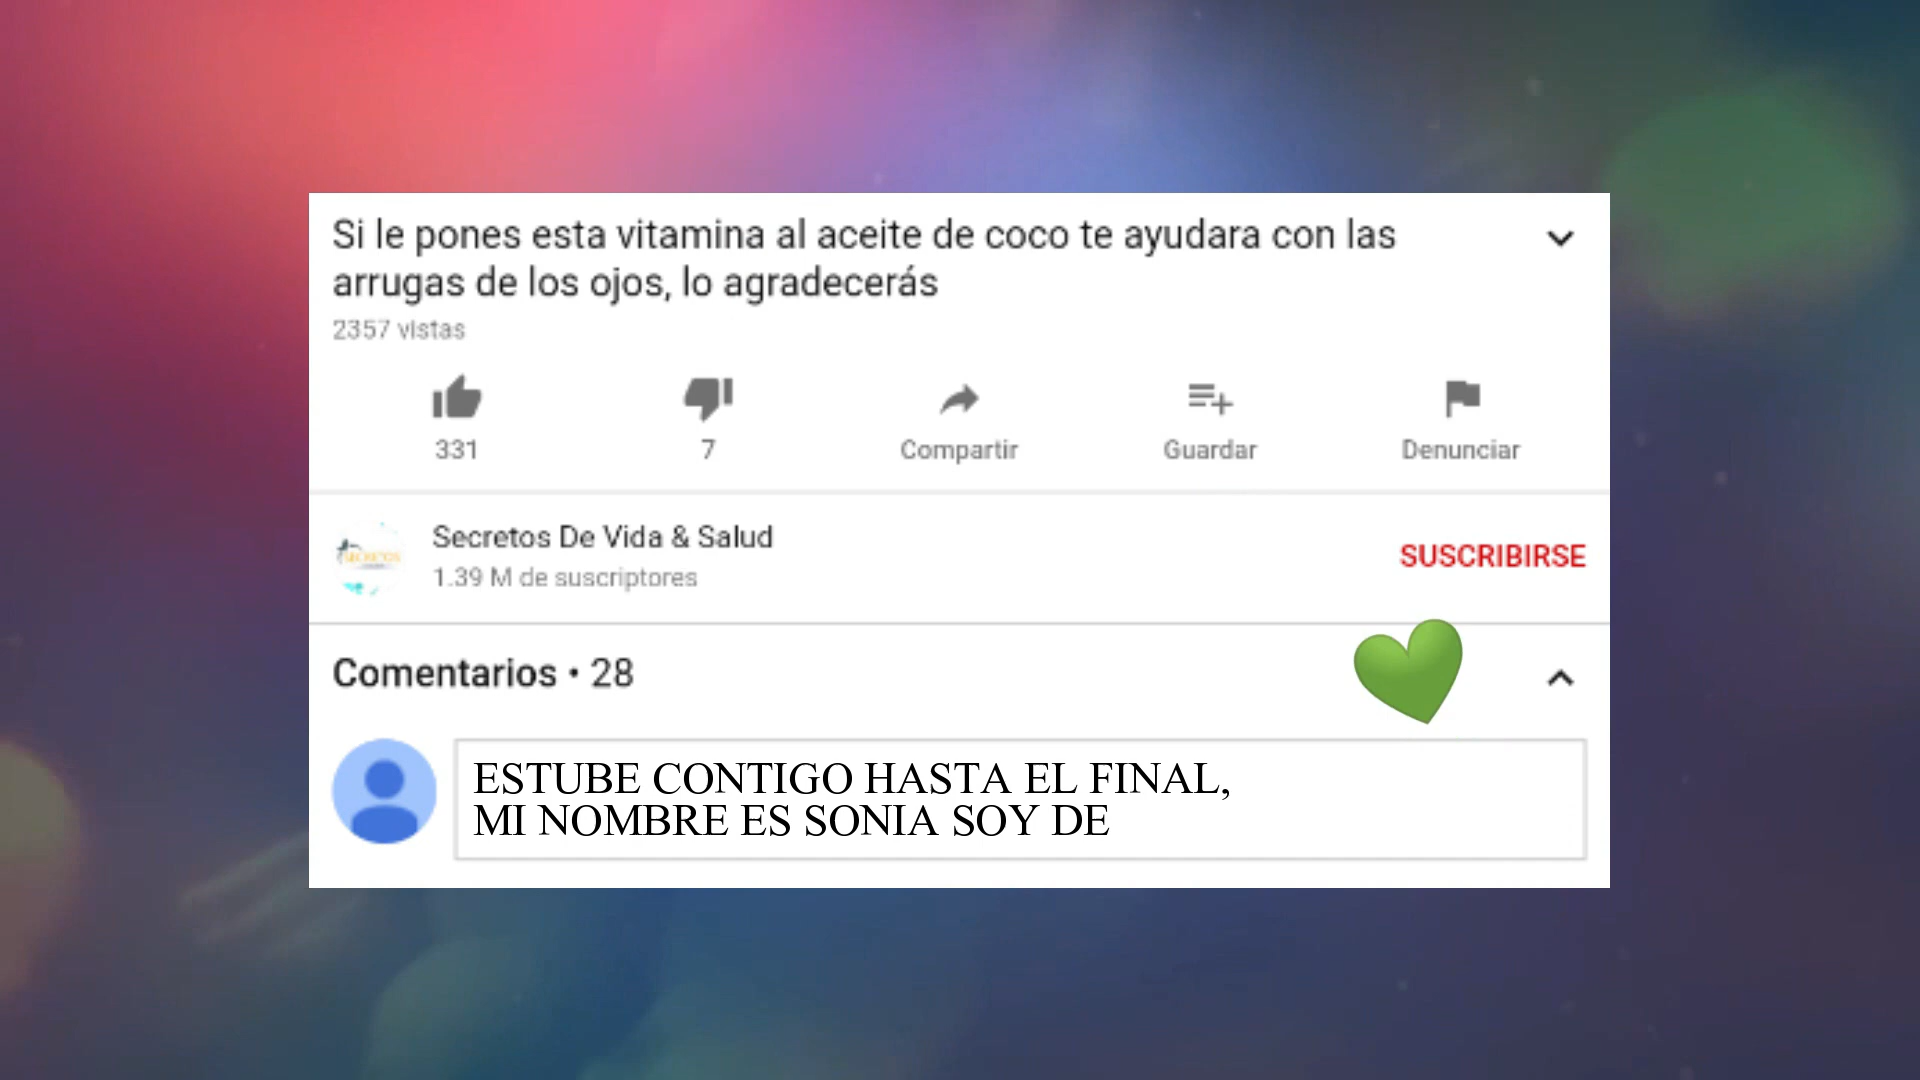 Si le pones esta vitamina al aceite de coco te ayudara con las
arrugas de los ojos, lo agradecerás
2357 vistas
331
7
Compartir
Guardar
Denunciar
SECRETOS
Secretos De Vida & Salud
1.39 M de suscriptores
SUSCRIBIRSE
Comentarios • 28
ESTUBE CONTIGO HASTA EL FINAL,
MI NOMBRE ES SONIA SOY DE